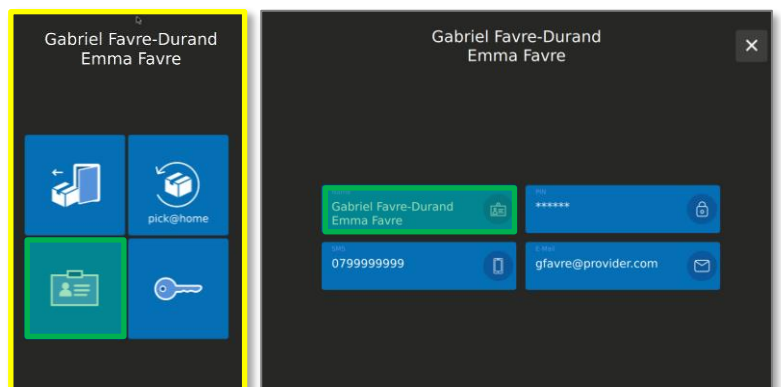 Gabriel Favre-Durand
Emma Favre
pick@home
Gabriel Favre-Durand
Emma Favre
Name
Gabriel Favre-Durand
Emma Favre
PIN
******
SMS
0799999999
E-Mail
gfavre@provider.com